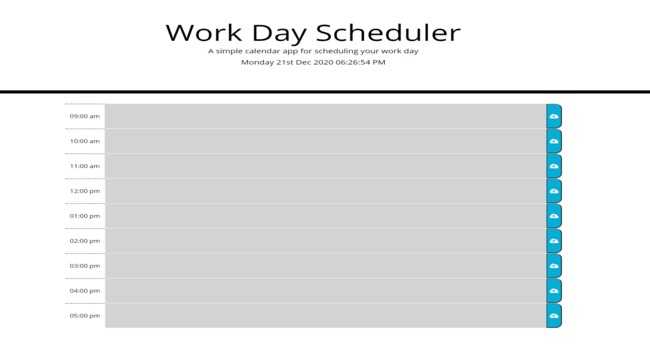 Work Day Scheduler
A simple calendar app for scheduling your work day
Monday 21st Dec 2020 06:26:54 PM
09:00 am
10:00 am
11:00 am
12:00 pm
01:00 pm
02:00 pm
03:00 pm
04:00 pm
05:00 pm